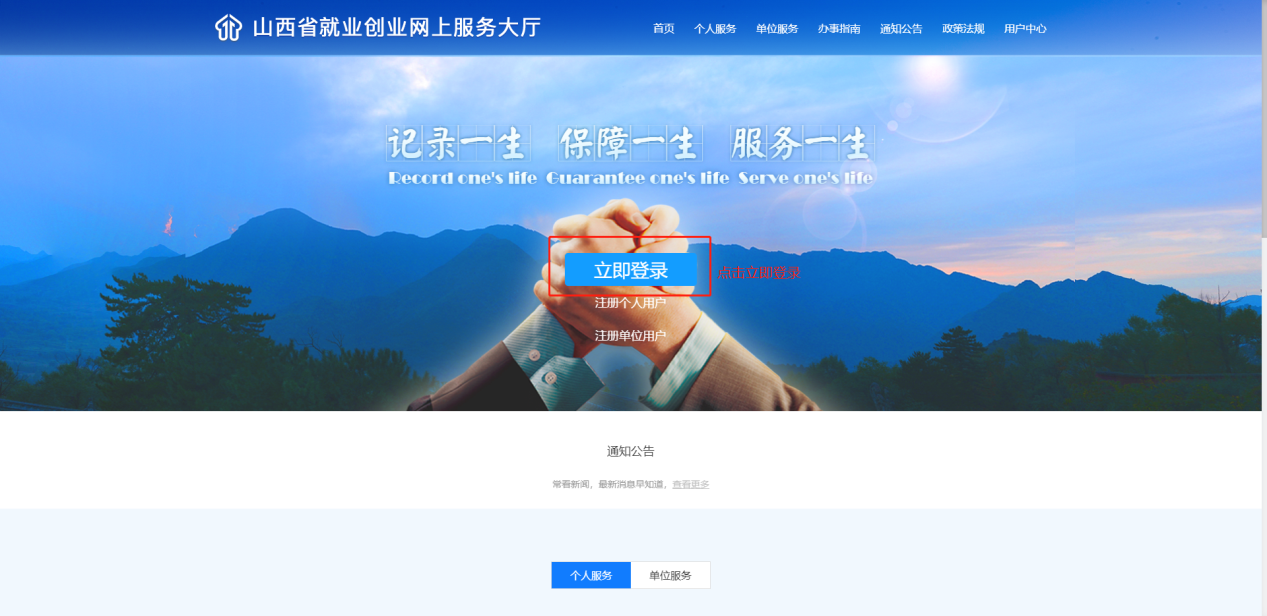 山西省就业创业网上服务大厅
首页 个人服务 单位服务 办事指南 通知公告 政策法规 用户中心
记录一生 保障一生 服务一生
Record one's life Guarantee one's life Serve one's life
立即登录 点击立即登录
注册个人用户
注册单位用户
通知公告
常看新闻，最新消息早知道，查看更多
个人服务 单位服务